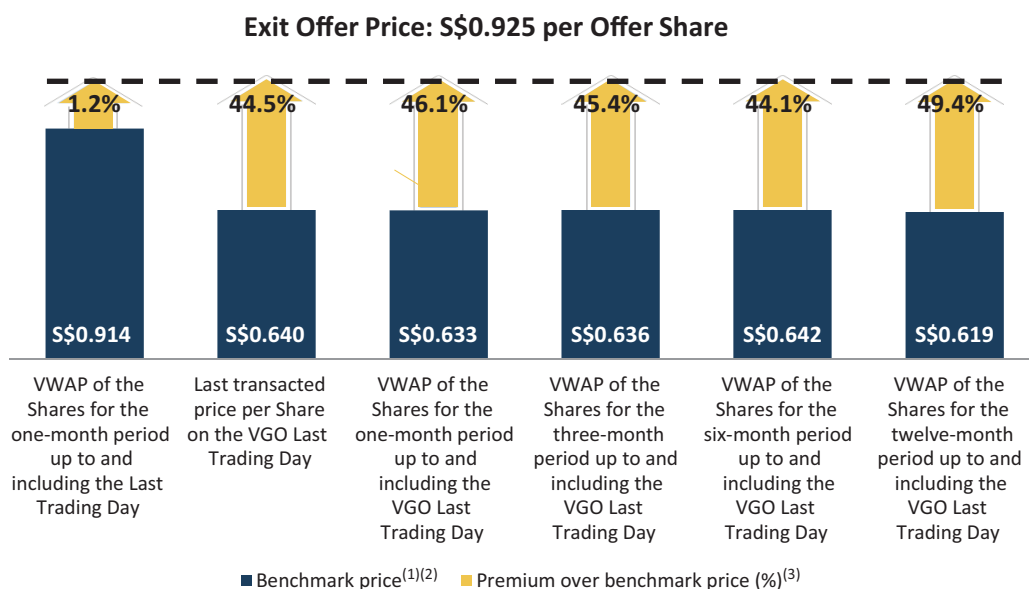 Exit Offer Price: S$0.925 per Offer Share
1.2%
44.5%
46.1%
45.4%
44.1%
49.4%
S$0.914
S$0.640
S$0.633
S$0.636
S$0.642
S$0.619
VWAP of the
Shares for the
one-month period
up to and
including the Last
Trading Day
Last transacted
price per Share
on the VGO Last
Trading Day
VWAP of the
Shares for the
one-month period
up to and
including the
VGO Last
Trading Day
VWAP of the
Shares for the
three-month
period up to and
including the
VGO Last
Trading Day
VWAP of the
Shares for the
six-month period
up to and
including the
VGO Last
Trading Day
VWAP of the
Shares for the
twelve-month
period up to and
including the
VGO Last
Trading Day
Benchmark price(1)(2)
Premium over benchmark price (%)(3)